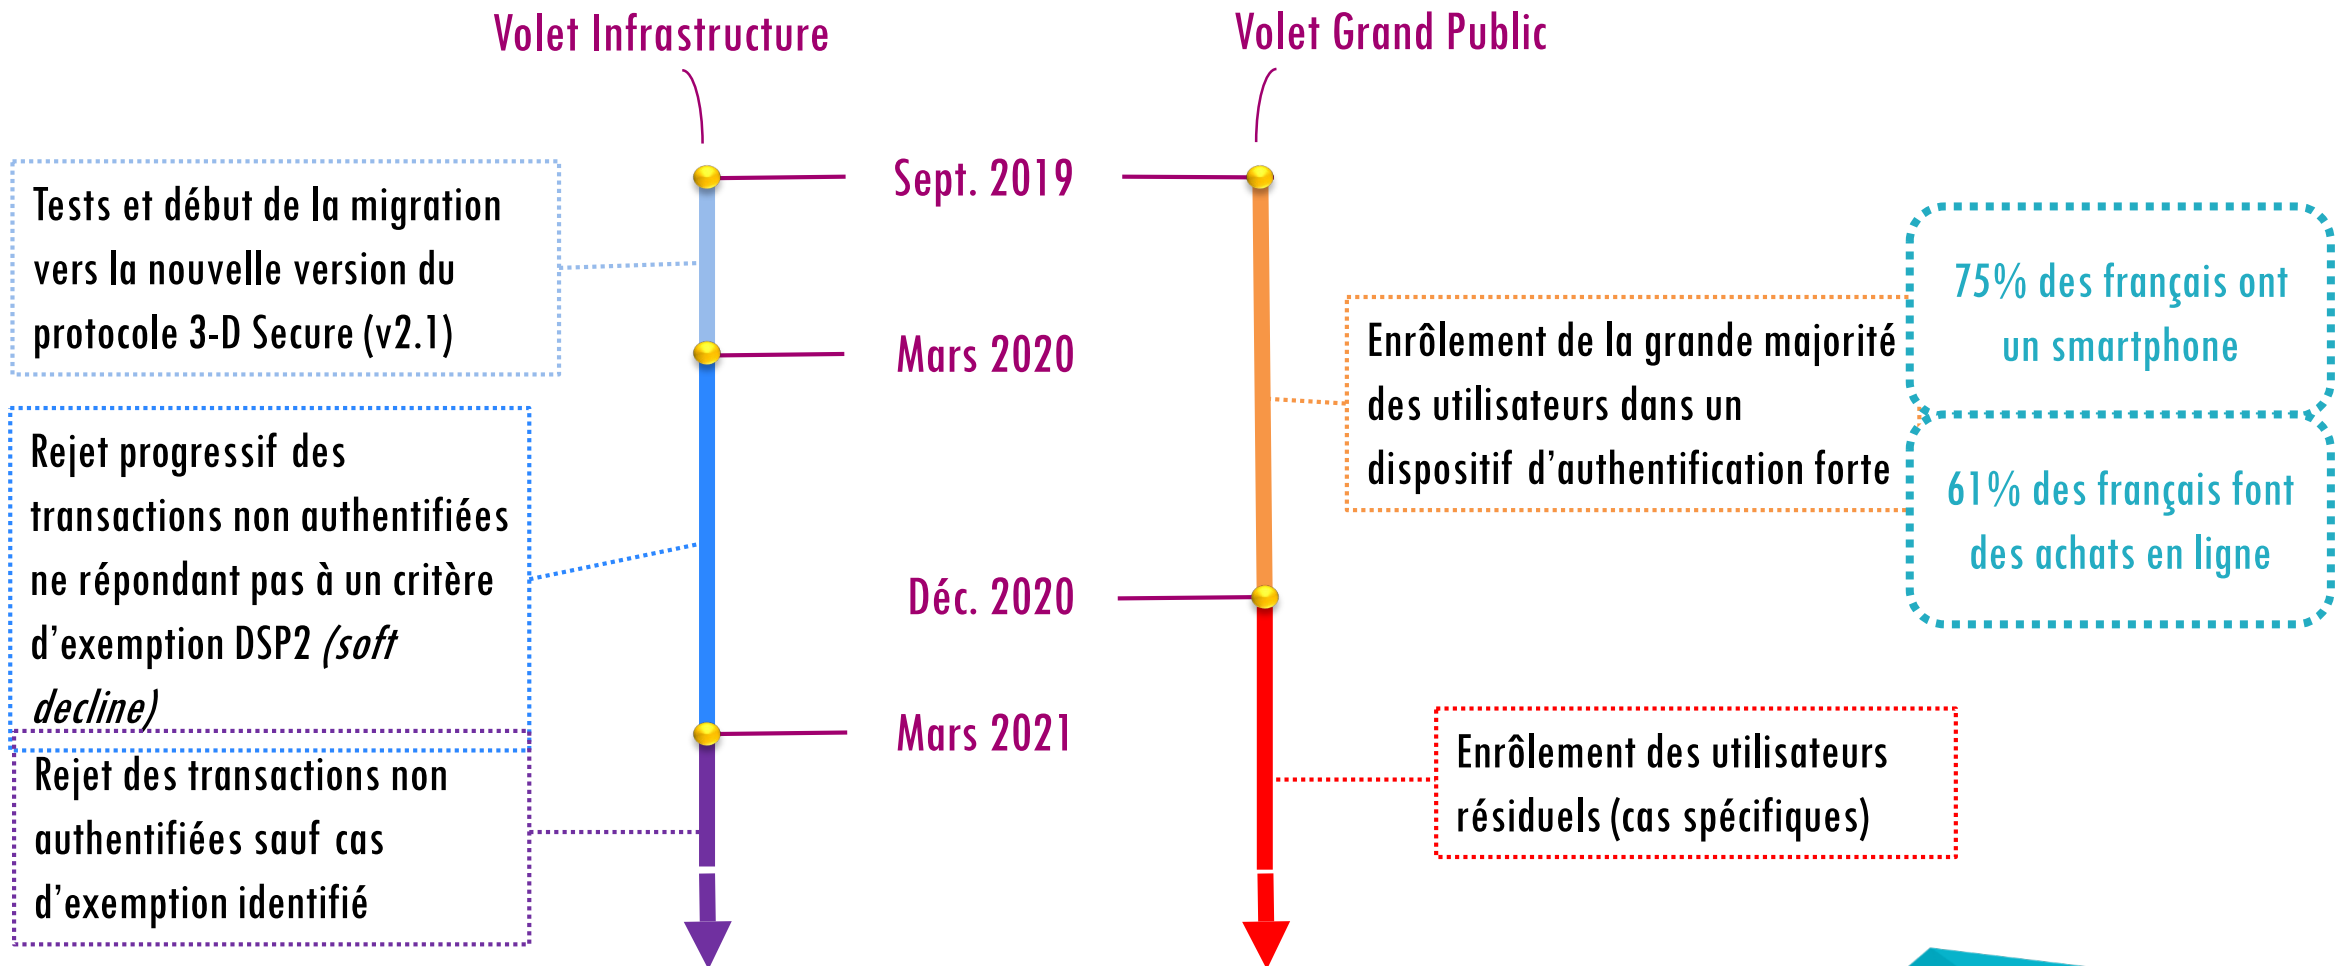 Volet Infrastructure
Volet Grand Public
Sept. 2019
Mars 2020
Déc. 2020
Mars 2021
Tests et début de la migration
vers la nouvelle version du
protocole 3-D Secure (v2.1)
Rejet progressif des
transactions non authentifiées
ne répondant pas à un critère
d’exemption DSP2 (soft
decline)
Rejet des transactions non
authentifiées sauf cas
d’exemption identifié
Enrôlement de la grande majorité
des utilisateurs dans un
dispositif d’authentification forte
75% des français ont
un smartphone
61% des français font
des achats en ligne
Enrôlement des utilisateurs
résiduels (cas spécifiques)